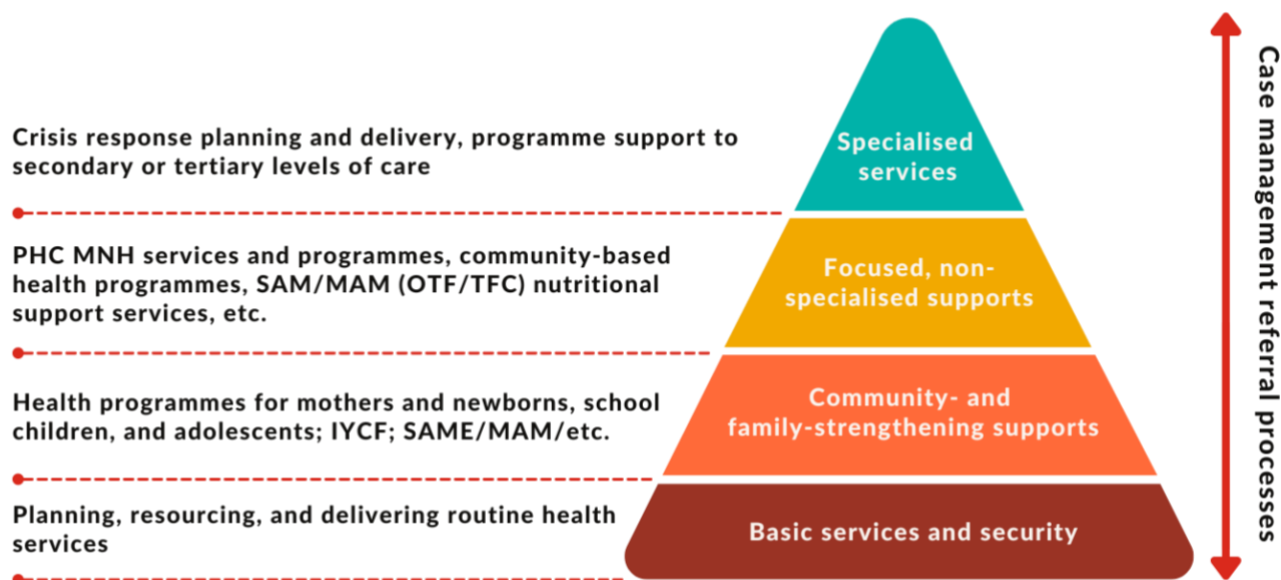 Crisis response planning and delivery, programme support to
secondary or tertiary levels of care
Specialised
services
PHC MNH services and programmes, community-based
health programmes, SAM/MAM (OTF/TFC) nutritional
support services, etc.
Focused, non-
specialised supports
Health programmes for mothers and newborns, school
children, and adolescents; IYCF; SAME/MAM/etc.
Community- and
family-strengthening supports
Planning, resourcing, and delivering routine health
services
Basic services and security
Case management referral processes